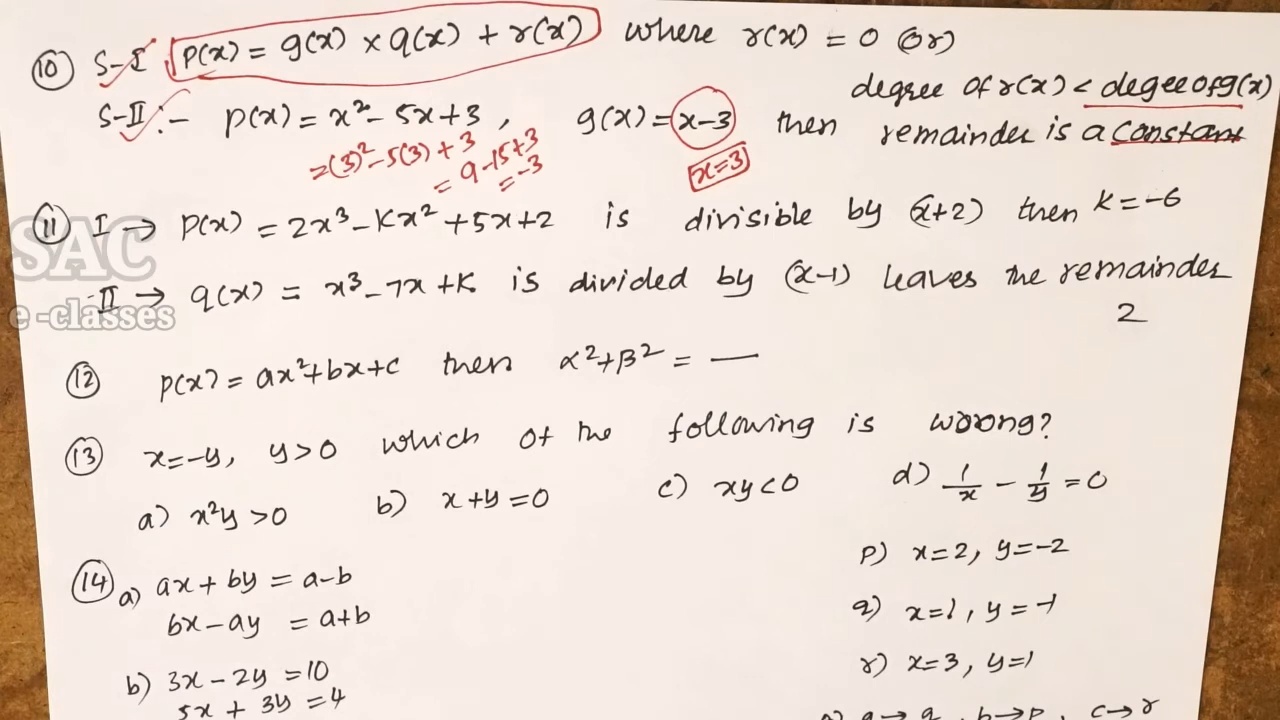 ⑩ S-I P(x) = g(x) × q(x) + r(x) where r(x) = 0 (or)
degree of r(x) < degee of g(x)
S-II :- P(x) = x² - 5x + 3, g(x) = x-3 then remainder is a constant
= (3)² - 5(3) + 3
= 9 - 15 + 3
= -3
x=3
⑪ I → P(x) = 2x³ - Kx² + 5x + 2 is divisible by (x+2) then K = -6
SAC
-II → q(x) = x³ - 7x + K is divided by (x-1) leaves the remainder
2
e-classes
⑫ P(x) = ax² + bx + c then α² + β² = —
⑬ x = -y, y > 0 which of the following is wrong?
a) x²y > 0 b) x + y = 0 c) xy < 0 d) 1/x - 1/y = 0
P) x = 2, y = -2
⑭ a) ax + by = a-b
bx - ay = a+b
q) x = 1, y = -1
r) x = 3, y = 1
b) 3x - 2y = 10
5x + 3y = 4
a → q, b → p, c → r